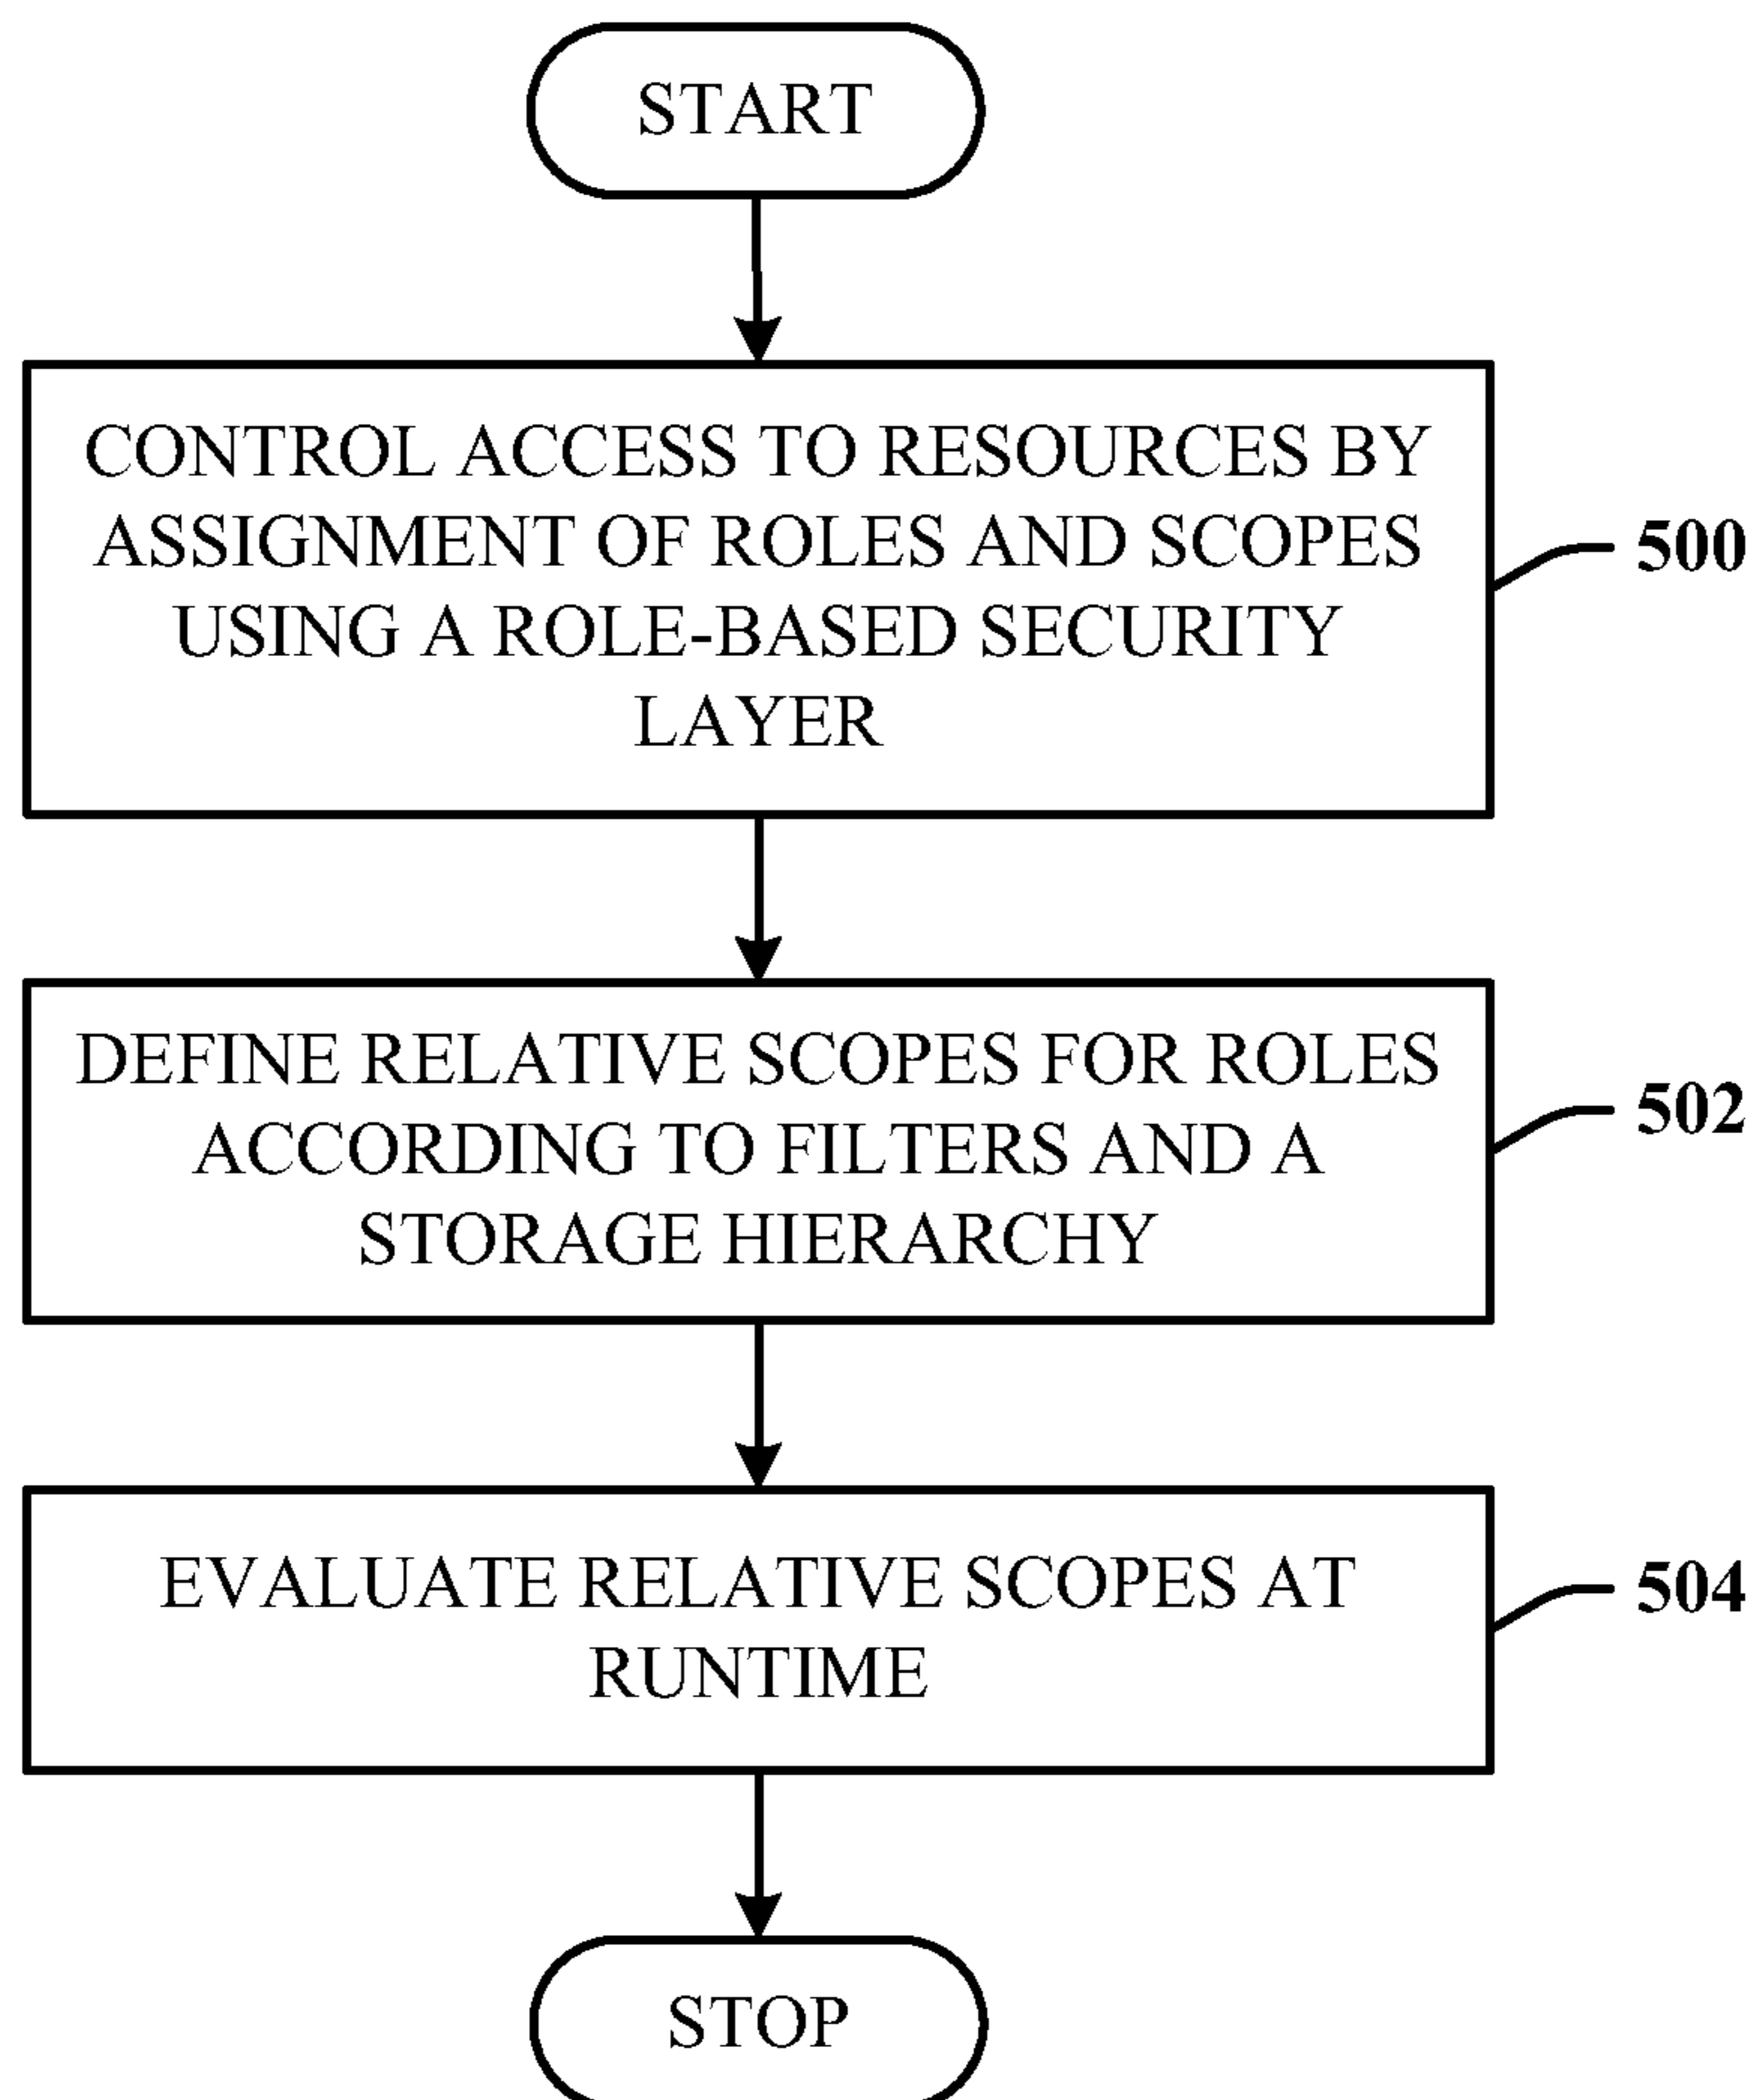 START
CONTROL ACCESS TO RESOURCES BY
ASSIGNMENT OF ROLES AND SCOPES
USING A ROLE-BASED SECURITY
LAYER
500
DEFINE RELATIVE SCOPES FOR ROLES
ACCORDING TO FILTERS AND A
STORAGE HIERARCHY
502
EVALUATE RELATIVE SCOPES AT
RUNTIME
504
STOP